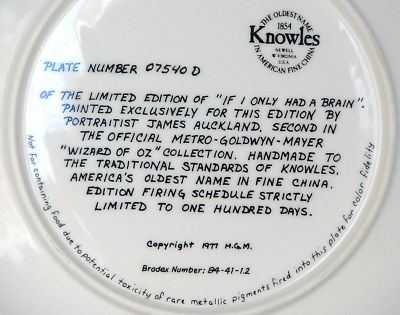 THE OLDEST NAME
1854
Knowles
NEWELL
W. VIRGINIA
U.S.A
IN AMERICAN FINE CHINA
PLATE NUMBER 07540 D
OF THE LIMITED EDITION OF "IF I ONLY HAD A BRAIN".
PAINTED EXCLUSIVELY FOR THIS EDITION BY
PORTRAITIST JAMES AUCKLAND. SECOND IN
THE OFFICIAL METRO-GOLDWYN-MAYER
"WIZARD OF OZ" COLLECTION. HANDMADE TO
THE TRADITIONAL STANDARDS OF KNOWLES,
AMERICA'S OLDEST NAME IN FINE CHINA.
EDITION FIRING SCHEDULE STRICTLY
LIMITED TO ONE HUNDRED DAYS.
Copyright 1977 M.G.M.
Bradex Number: 84-41-1.2
Not for containing food due to potential toxicity of rare metallic pigments fired into this plate for color fidelity